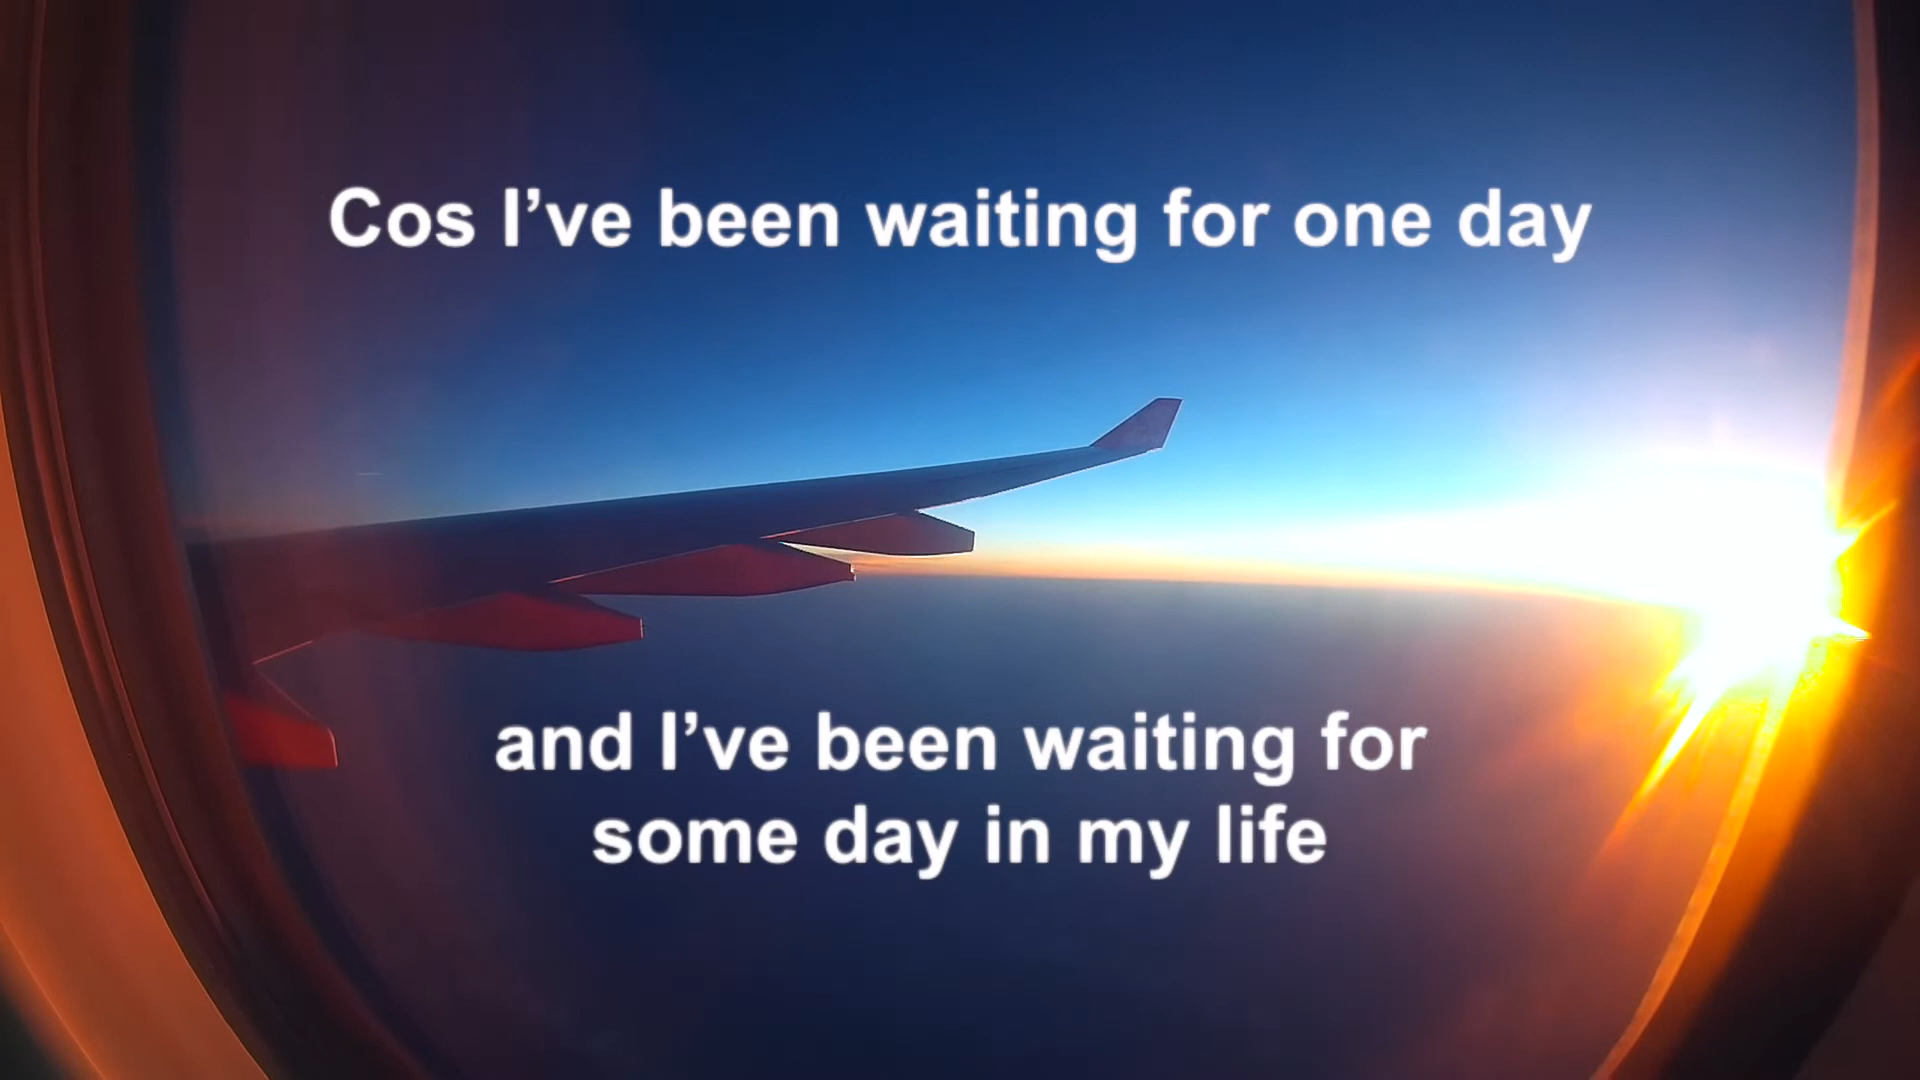 Cos I’ve been waiting for one day
and I’ve been waiting for
some day in my life